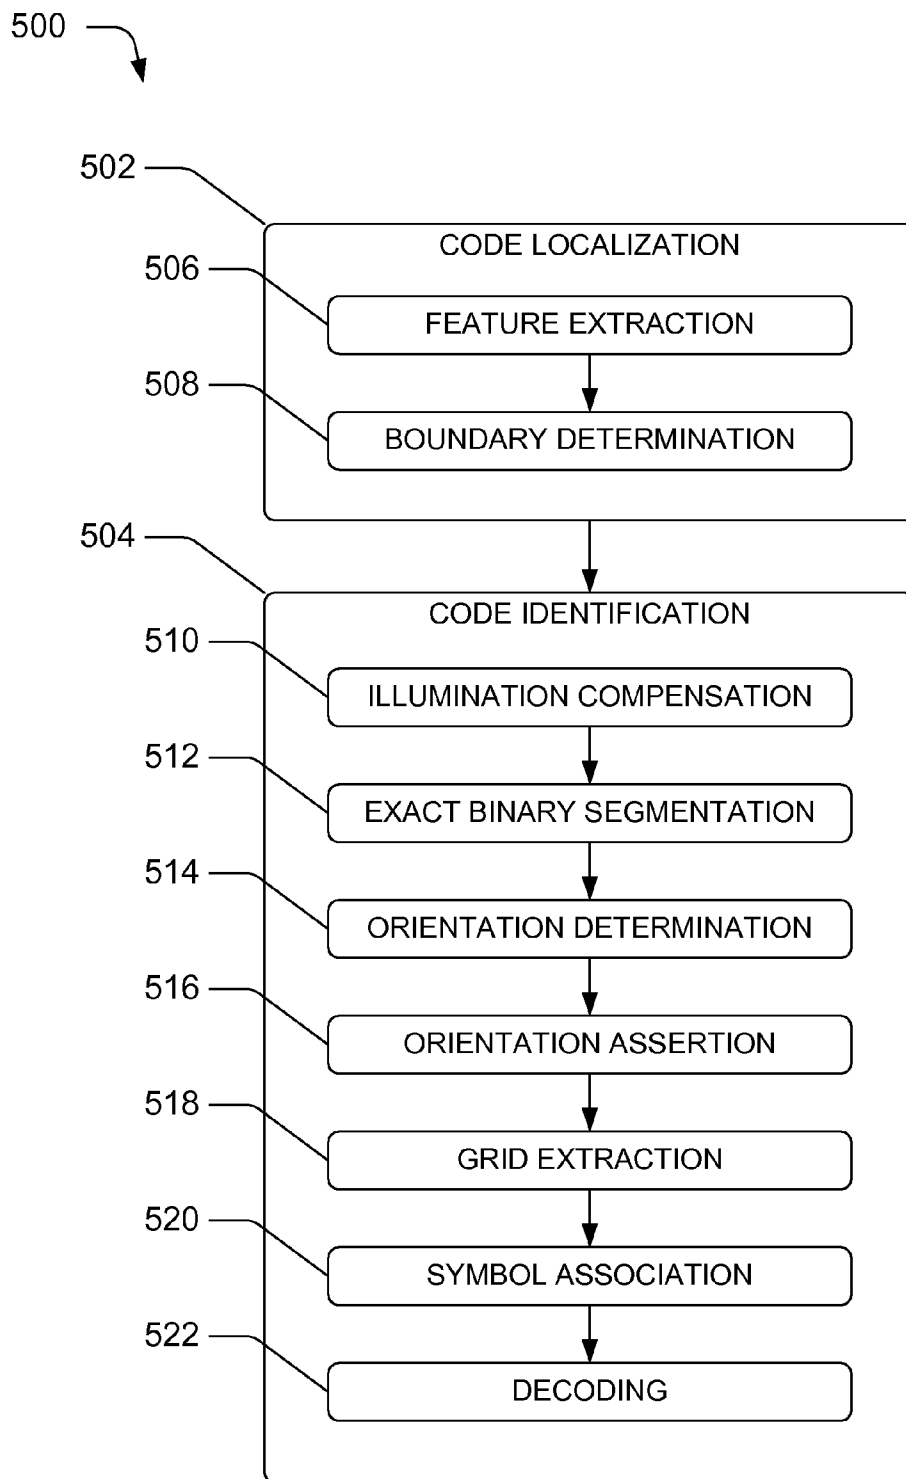 500
502
CODE LOCALIZATION
506
FEATURE EXTRACTION
508
BOUNDARY DETERMINATION
504
CODE IDENTIFICATION
510
ILLUMINATION COMPENSATION
512
EXACT BINARY SEGMENTATION
514
ORIENTATION DETERMINATION
516
ORIENTATION ASSERTION
518
GRID EXTRACTION
520
SYMBOL ASSOCIATION
522
DECODING